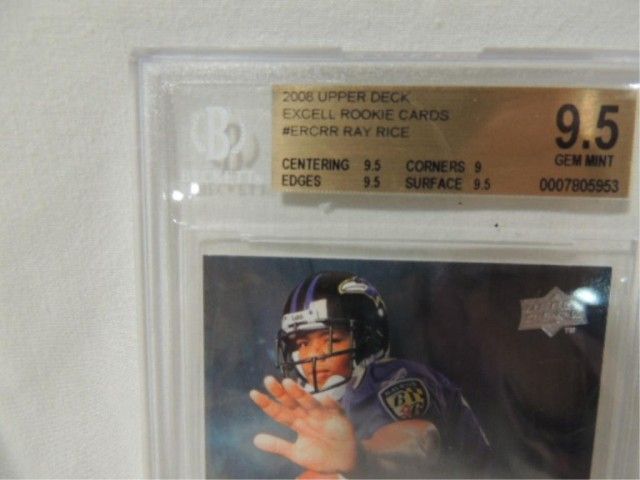 2008 UPPER DECK
EXCELL ROOKIE CARDS
#ERCRR RAY RICE
9.5
GEM MINT
CENTERING 9.5 CORNERS 9
EDGES 9.5 SURFACE 9.5
0007805953